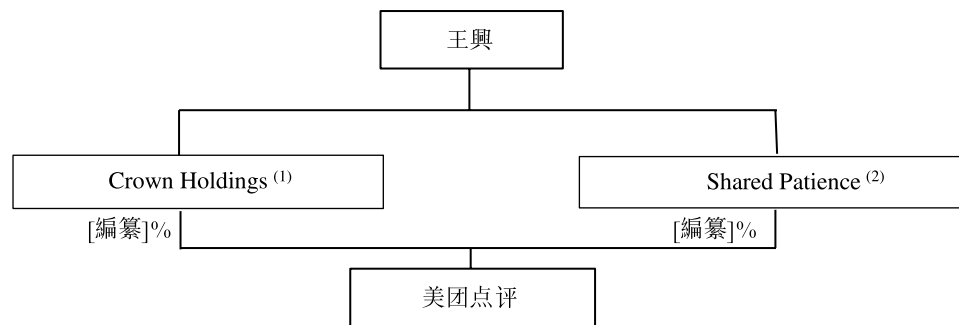 王興
Crown Holdings (1)
Shared Patience (2)
[編纂]%
[編纂]%
美团点评